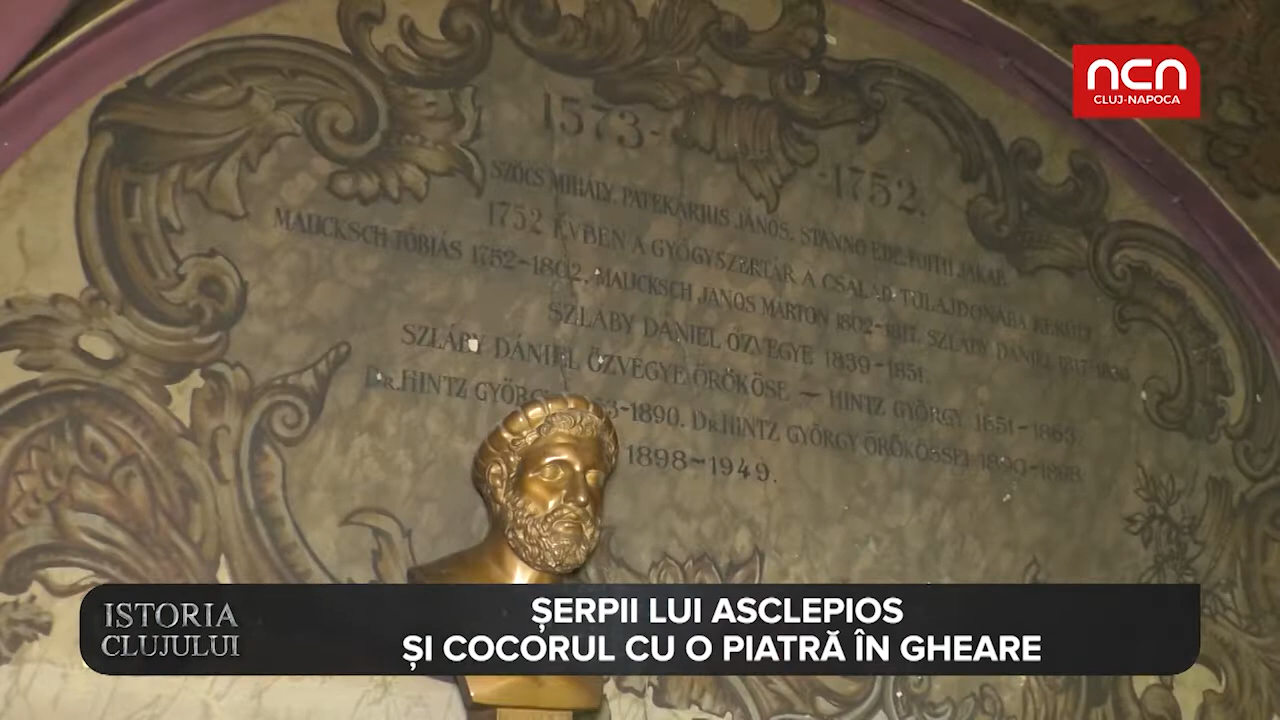 ncn
CLUJ-NAPOCA
1573-
-1752.
SZŐCS MIHÁLY, PATEKÁRIUS JÁNOS, STANNO EDE, JAKAB.
1752 ÉVBEN A GYÓGYSZERTÁR A CSALÁD TULAJDONÁBA KERÜLT
MAUCKSCH TÓBIÁS 1752-1802, MAUCKSCH JÁNOS MÁRTON 1802-1817, SZLÁBY DÁNIEL 1817-
SZLÁBY DÁNIEL ÖZVEGYE 1839-1851.
SZLÁBY DÁNIEL ÖZVEGYE ÖRÖKÖSE — HINTZ GYÖRGY 1851-1863.
DR. HINTZ GYÖRGY -1890. DR. HINTZ GYÖRGY ÖRÖKÖSSEI 1890-1898
1898-1949.
ISTORIA
CLUJULUI
ȘERPII LUI ASCLEPIOS
ȘI COCORUL CU O PIATRĂ ÎN GHEARE